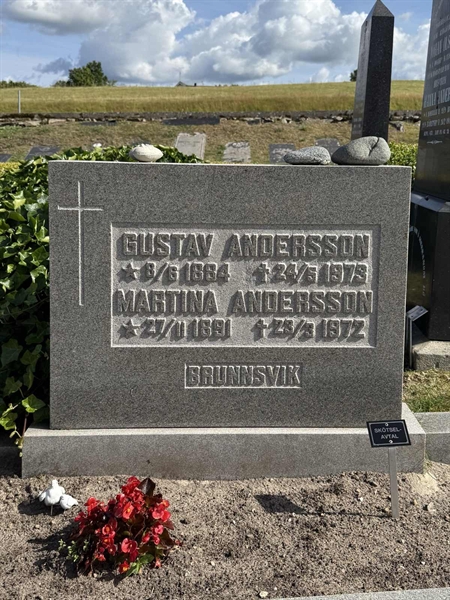 GUSTAV ANDERSSON
★ 8/6 1884 ✝ 24/5 1973
MARTINA ANDERSSON
★ 27/11 1891 ✝ 23/3 1972
BRUNNSVIK
SKÖTSEL-
AVTAL